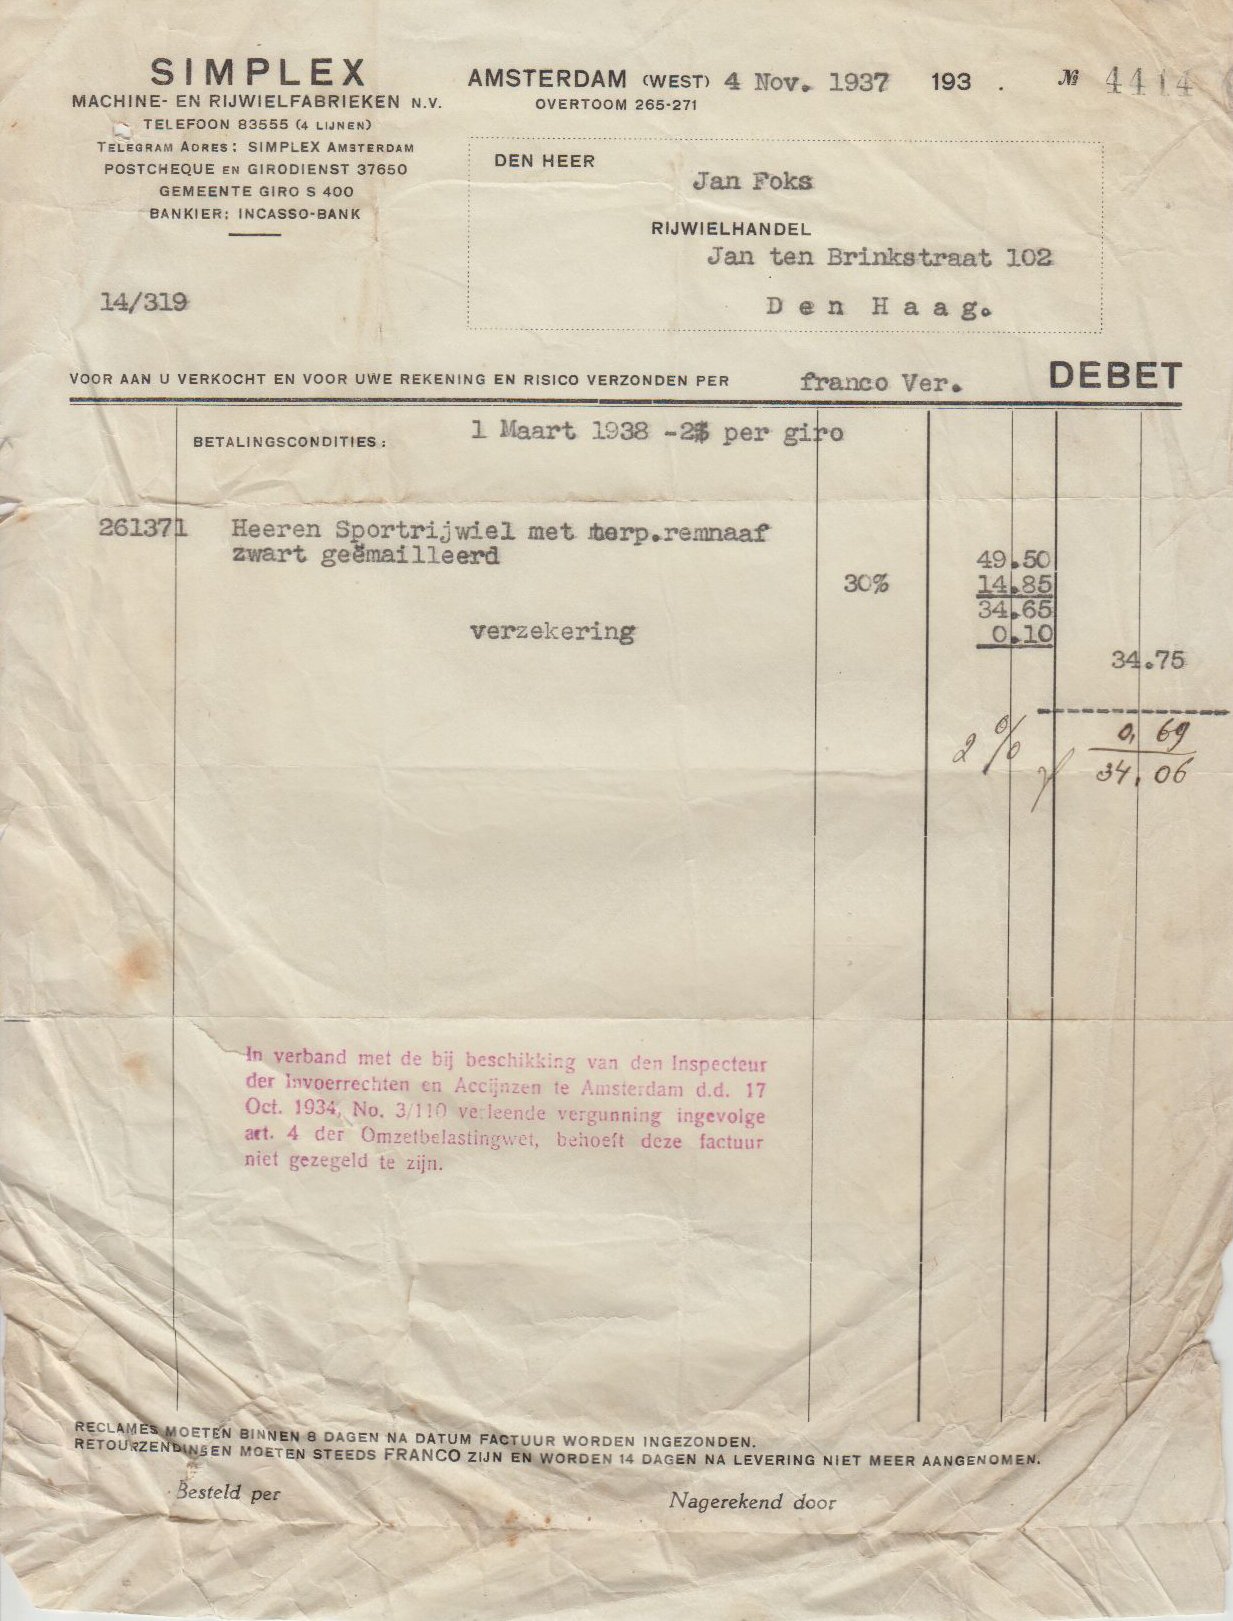 SIMPLEX
MACHINE- EN RIJWIELFABRIEKEN N.V.
TELEFOON 83555 (4 LIJNEN)
TELEGRAM ADRES: SIMPLEX AMSTERDAM
POSTCHEQUE EN GIRODIENST 37650
GEMEENTE GIRO S 400
BANKIER: INCASSO-BANK
AMSTERDAM (WEST) 4 Nov. 1937 193 . № 4414
OVERTOOM 265-271
DEN HEER
Jan Foks
RIJWIELHANDEL
Jan ten Brinkstraat 102
Den Haag.
14/319
VOOR AAN U VERKOCHT EN VOOR UWE REKENING EN RISICO VERZONDEN PER franco Ver. DEBET
BETALINGSCONDITIES: 1 Maart 1938 -2% per giro
261371 Heeren Sportrijwiel met terp.remnaaf
zwart geëmailleerd 49.50
30% 14.85
34.65
verzekering 0.10
34.75
2% 0,69
34,06
In verband met de bij beschikking van den Inspecteur
der Invoerrechten en Accijnzen te Amsterdam d.d. 17
Oct. 1934, No. 3/110 verleende vergunning ingevolge
art. 4 der Omzetbelastingwet, behoeft deze factuur
niet gezegeld te zijn.
RECLAMES MOETEN BINNEN 8 DAGEN NA DATUM FACTUUR WORDEN INGEZONDEN.
RETOURZENDINGEN MOETEN STEEDS FRANCO ZIJN EN WORDEN 14 DAGEN NA LEVERING NIET MEER AANGENOMEN.
Besteld per Nagerekend door